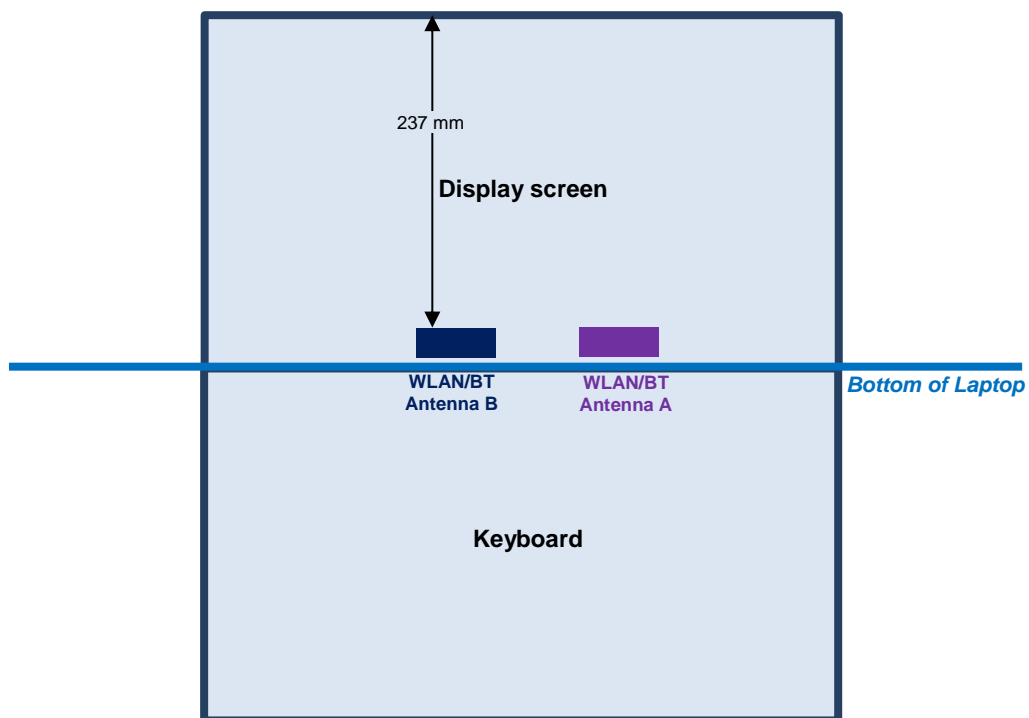 237 mm
Display screen
WLAN/BT
Antenna B
WLAN/BT
Antenna A
Bottom of Laptop
Keyboard